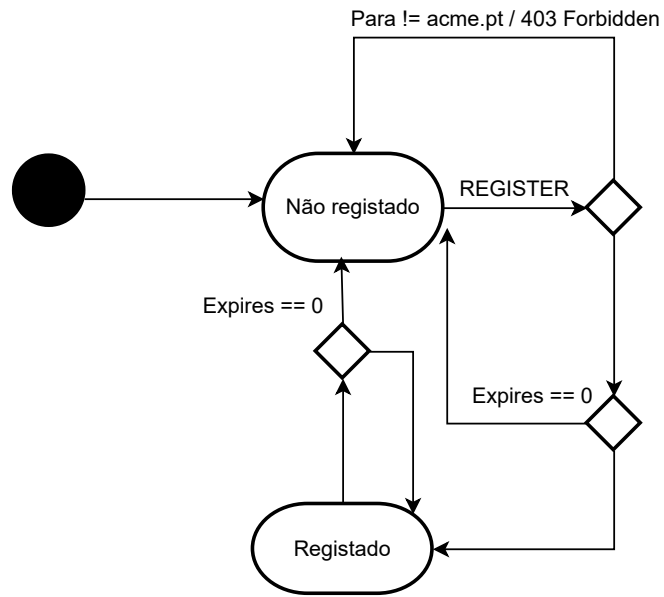 Para != acme.pt / 403 Forbidden
Não registado
REGISTER
Expires == 0
Expires == 0
Registado